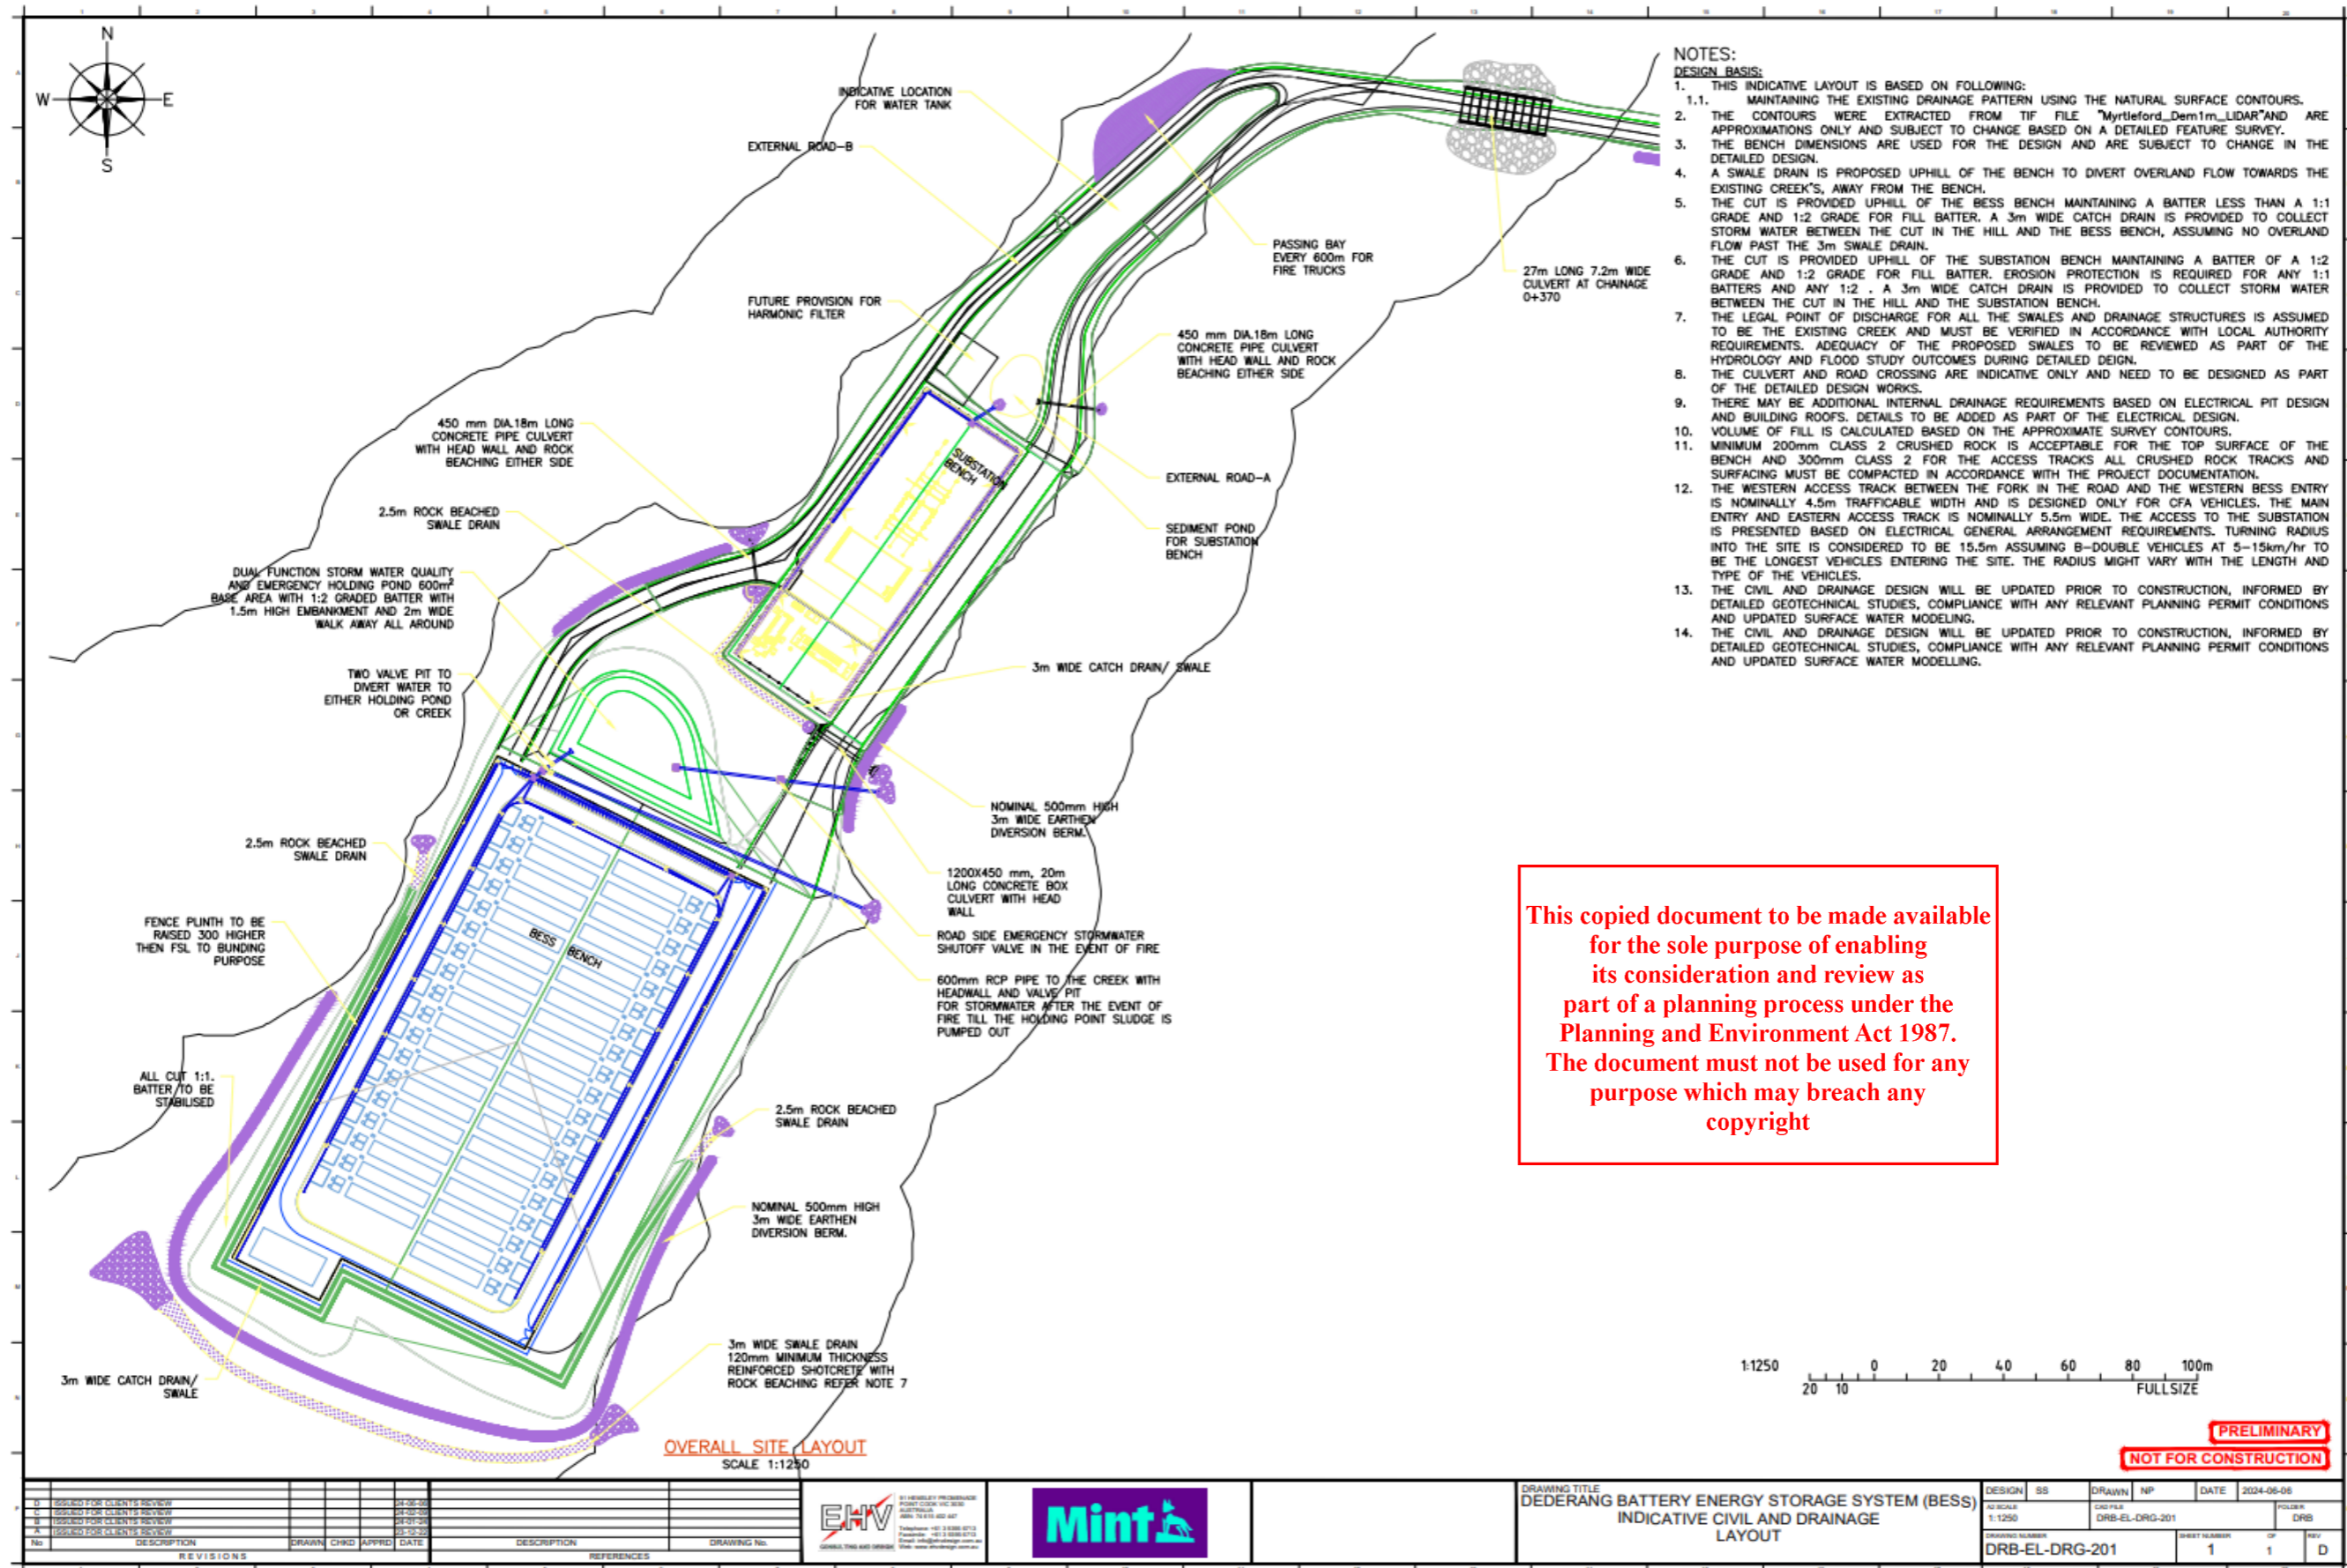 N
W
E
S
NOTES:
DESIGN BASIS:
1. THIS INDICATIVE LAYOUT IS BASED ON FOLLOWING:
1.1. MAINTAINING THE EXISTING DRAINAGE PATTERN USING THE NATURAL SURFACE CONTOURS.
2. THE CONTOURS WERE EXTRACTED FROM TIF FILE "Myrtleford_Dem1m_LIDAR"AND ARE
APPROXIMATIONS ONLY AND SUBJECT TO CHANGE BASED ON A DETAILED FEATURE SURVEY.
3. THE BENCH DIMENSIONS ARE USED FOR THE DESIGN AND ARE SUBJECT TO CHANGE IN THE
DETAILED DESIGN.
4. A SWALE DRAIN IS PROPOSED UPHILL OF THE BENCH TO DIVERT OVERLAND FLOW TOWARDS THE
EXISTING CREEK'S, AWAY FROM THE BENCH.
5. THE CUT IS PROVIDED UPHILL OF THE BESS BENCH MAINTAINING A BATTER LESS THAN A 1:1
GRADE AND 1:2 GRADE FOR FILL BATTER. A 3m WIDE CATCH DRAIN IS PROVIDED TO COLLECT
STORM WATER BETWEEN THE CUT IN THE HILL AND THE BESS BENCH, ASSUMING NO OVERLAND
FLOW PAST THE 3m SWALE DRAIN.
6. THE CUT IS PROVIDED UPHILL OF THE SUBSTATION BENCH MAINTAINING A BATTER OF A 1:2
GRADE AND 1:2 GRADE FOR FILL BATTER. EROSION PROTECTION IS REQUIRED FOR ANY 1:1
BATTERS AND ANY 1:2 . A 3m WIDE CATCH DRAIN IS PROVIDED TO COLLECT STORM WATER
BETWEEN THE CUT IN THE HILL AND THE SUBSTATION BENCH.
7. THE LEGAL POINT OF DISCHARGE FOR ALL THE SWALES AND DRAINAGE STRUCTURES IS ASSUMED
TO BE THE EXISTING CREEK AND MUST BE VERIFIED IN ACCORDANCE WITH LOCAL AUTHORITY
REQUIREMENTS. ADEQUACY OF THE PROPOSED SWALES TO BE REVIEWED AS PART OF THE
HYDROLOGY AND FLOOD STUDY OUTCOMES DURING DETAILED DEIGN.
8. THE CULVERT AND ROAD CROSSING ARE INDICATIVE ONLY AND NEED TO BE DESIGNED AS PART
OF THE DETAILED DESIGN WORKS.
9. THERE MAY BE ADDITIONAL INTERNAL DRAINAGE REQUIREMENTS BASED ON ELECTRICAL PIT DESIGN
AND BUILDING ROOFS. DETAILS TO BE ADDED AS PART OF THE ELECTRICAL DESIGN.
10. VOLUME OF FILL IS CALCULATED BASED ON THE APPROXIMATE SURVEY CONTOURS.
11. MINIMUM 200mm CLASS 2 CRUSHED ROCK IS ACCEPTABLE FOR THE TOP SURFACE OF THE
BENCH AND 300mm CLASS 2 FOR THE ACCESS TRACKS ALL CRUSHED ROCK TRACKS AND
SURFACING MUST BE COMPACTED IN ACCORDANCE WITH THE PROJECT DOCUMENTATION.
12. THE WESTERN ACCESS TRACK BETWEEN THE FORK IN THE ROAD AND THE WESTERN BESS ENTRY
IS NOMINALLY 4.5m TRAFFICABLE WIDTH AND IS DESIGNED ONLY FOR CFA VEHICLES. THE MAIN
ENTRY AND EASTERN ACCESS TRACK IS NOMINALLY 5.5m WIDE. THE ACCESS TO THE SUBSTATION
IS PRESENTED BASED ON ELECTRICAL GENERAL ARRANGEMENT REQUIREMENTS. TURNING RADIUS
INTO THE SITE IS CONSIDERED TO BE 15.5m ASSUMING B-DOUBLE VEHICLES AT 5-15km/hr TO
BE THE LONGEST VEHICLES ENTERING THE SITE. THE RADIUS MIGHT VARY WITH THE LENGTH AND
TYPE OF THE VEHICLES.
13. THE CIVIL AND DRAINAGE DESIGN WILL BE UPDATED PRIOR TO CONSTRUCTION, INFORMED BY
DETAILED GEOTECHNICAL STUDIES, COMPLIANCE WITH ANY RELEVANT PLANNING PERMIT CONDITIONS
AND UPDATED SURFACE WATER MODELING.
14. THE CIVIL AND DRAINAGE DESIGN WILL BE UPDATED PRIOR TO CONSTRUCTION, INFORMED BY
DETAILED GEOTECHNICAL STUDIES, COMPLIANCE WITH ANY RELEVANT PLANNING PERMIT CONDITIONS
AND UPDATED SURFACE WATER MODELLING.
INDICATIVE LOCATION
FOR WATER TANK
EXTERNAL ROAD-B
PASSING BAY
EVERY 600m FOR
FIRE TRUCKS
27m LONG 7.2m WIDE
CULVERT AT CHAINAGE
0+370
FUTURE PROVISION FOR
HARMONIC FILTER
450 mm DIA.18m LONG
CONCRETE PIPE CULVERT
WITH HEAD WALL AND ROCK
BEACHING EITHER SIDE
450 mm DIA.18m LONG
CONCRETE PIPE CULVERT
WITH HEAD WALL AND ROCK
BEACHING EITHER SIDE
SUBSTATION
BENCH
EXTERNAL ROAD-A
2.5m ROCK BEACHED
SWALE DRAIN
SEDIMENT POND
FOR SUBSTATION
BENCH
DUAL FUNCTION STORM WATER QUALITY
AND EMERGENCY HOLDING POND 600m²
BASE AREA WITH 1:2 GRADED BATTER WITH
1.5m HIGH EMBANKMENT AND 2m WIDE
WALK AWAY ALL AROUND
3m WIDE CATCH DRAIN/ SWALE
TWO VALVE PIT TO
DIVERT WATER TO
EITHER HOLDING POND
OR CREEK
NOMINAL 500mm HIGH
3m WIDE EARTHEN
DIVERSION BERM.
2.5m ROCK BEACHED
SWALE DRAIN
1200X450 mm, 20m
LONG CONCRETE BOX
CULVERT WITH HEAD
WALL
FENCE PLINTH TO BE
RAISED 300 HIGHER
THEN FSL TO BUNDING
PURPOSE
BESS BENCH
ROAD SIDE EMERGENCY STORMWATER
SHUTOFF VALVE IN THE EVENT OF FIRE
600mm RCP PIPE TO THE CREEK WITH
HEADWALL AND VALVE PIT
FOR STORMWATER AFTER THE EVENT OF
FIRE TILL THE HOLDING POINT SLUDGE IS
PUMPED OUT
ALL CUT 1:1.
BATTER TO BE
STABILISED
2.5m ROCK BEACHED
SWALE DRAIN
NOMINAL 500mm HIGH
3m WIDE EARTHEN
DIVERSION BERM.
3m WIDE SWALE DRAIN
120mm MINIMUM THICKNESS
REINFORCED SHOTCRETE WITH
ROCK BEACHING REFER NOTE 7
3m WIDE CATCH DRAIN/
SWALE
OVERALL SITE LAYOUT
SCALE 1:1250
This copied document to be made available
for the sole purpose of enabling
its consideration and review as
part of a planning process under the
Planning and Environment Act 1987.
The document must not be used for any
purpose which may breach any
copyright
1:1250 0 20 40 60 80 100m
20 10 FULLSIZE
PRELIMINARY
NOT FOR CONSTRUCTION
D ISSUED FOR CLIENTS REVIEW 24-06-06
C ISSUED FOR CLIENTS REVIEW
B ISSUED FOR CLIENTS REVIEW
A ISSUED FOR CLIENTS REVIEW
No DESCRIPTION DRAWN CHKD APPRD DATE DESCRIPTION DRAWING No.
REVISIONS REFERENCES
EHV
Mint
DRAWING TITLE
DEDERANG BATTERY ENERGY STORAGE SYSTEM (BESS)
INDICATIVE CIVIL AND DRAINAGE
LAYOUT
DESIGN SS DRAWN NP DATE 2024-06-06
SCALE CAD FILE FOLDER
1:1250 DRB-EL-DRG-201 DRB
DRAWING NUMBER SHEET NUMBER OF REV
DRB-EL-DRG-201 1 1 D